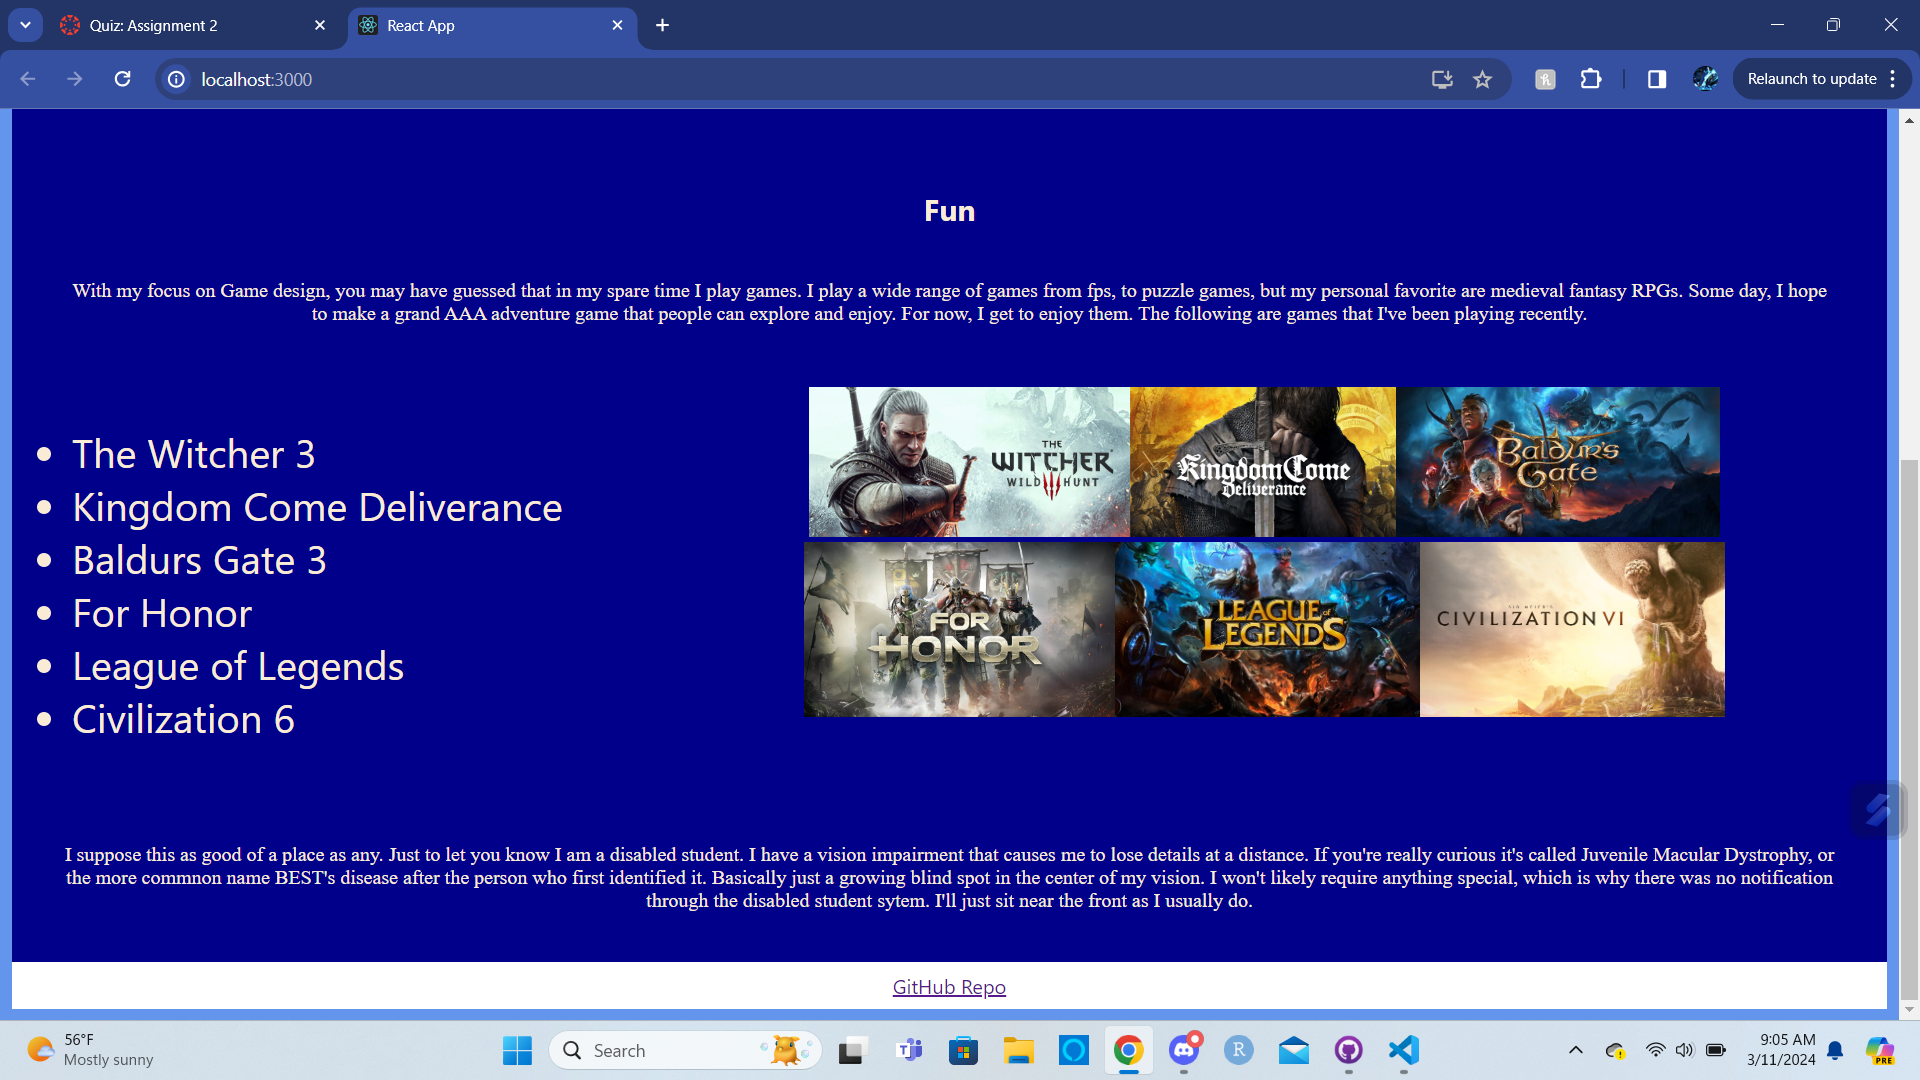 Quiz: Assignment 2
React App
localhost:3000
Relaunch to update
Fun
With my focus on Game design, you may have guessed that in my spare time I play games. I play a wide range of games from fps, to puzzle games, but my personal favorite are medieval fantasy RPGs. Some day, I hope
to make a grand AAA adventure game that people can explore and enjoy. For now, I get to enjoy them. The following are games that I've been playing recently.
• The Witcher 3
• Kingdom Come Deliverance
• Baldurs Gate 3
• For Honor
• League of Legends
• Civilization 6
THE
WITCHER
III
WILD HUNT
Kingdom Come
Deliverance
BALDUR'S
GATE
FOR
HONOR
LEAGUE of
LEGENDS
SID MEIER'S
CIVILIZATION VI
I suppose this as good of a place as any. Just to let you know I am a disabled student. I have a vision impairment that causes me to lose details at a distance. If you're really curious it's called Juvenile Macular Dystrophy, or
the more commnon name BEST's disease after the person who first identified it. Basically just a growing blind spot in the center of my vision. I won't likely require anything special, which is why there was no notification
through the disabled student sytem. I'll just sit near the front as I usually do.
GitHub Repo
56°F
Mostly sunny
Search
R
PRE
9:05 AM
3/11/2024